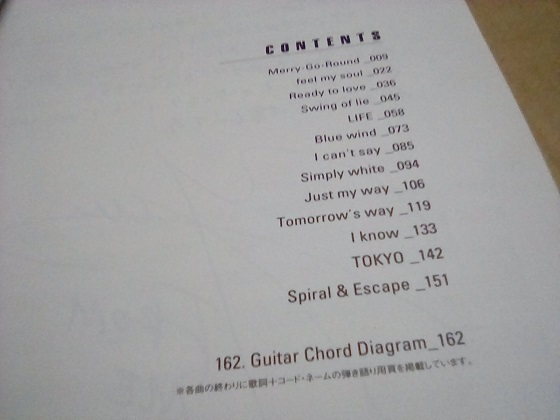 CONTENTS
Merry-Go-Round _009
feel my soul _022
Ready to love _036
Swing of lie _045
LIFE _058
Blue wind _073
I can't say _085
Simply white _094
Just my way _106
Tomorrow's way _119
I know _133
TOKYO _142
Spiral & Escape _151
162. Guitar Chord Diagram_162
※各曲の終わりに歌詞+コード・ネームの弾き語り用頁を掲載しています。